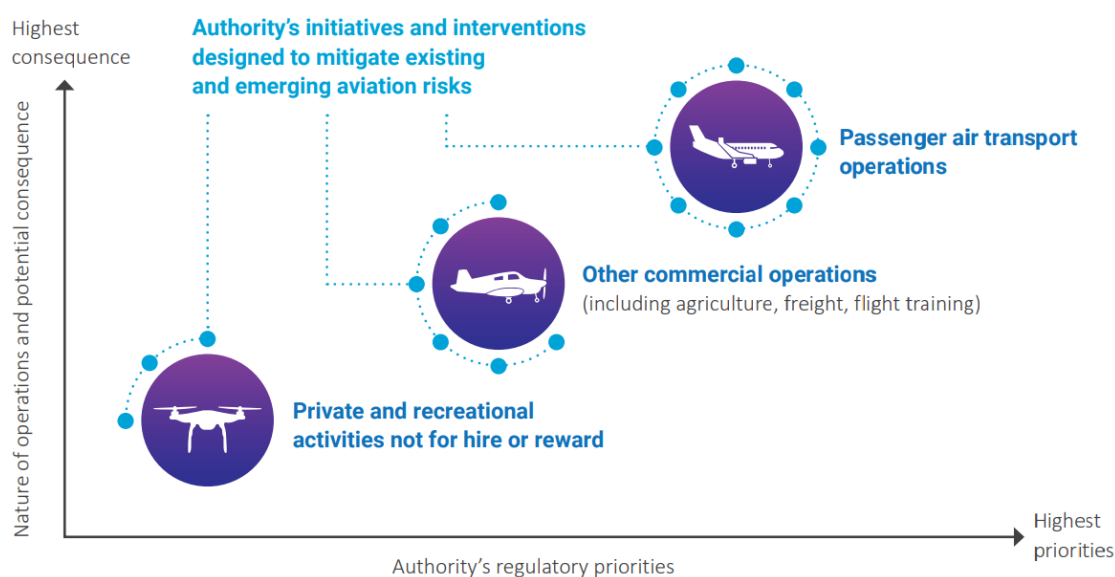 Highest
consequence
Authority's initiatives and interventions
designed to mitigate existing
and emerging aviation risks
Passenger air transport
operations
Other commercial operations
(including agriculture, freight, flight training)
Private and recreational
activities not for hire or reward
Nature of operations and potential consequence
Highest
priorities
Authority's regulatory priorities